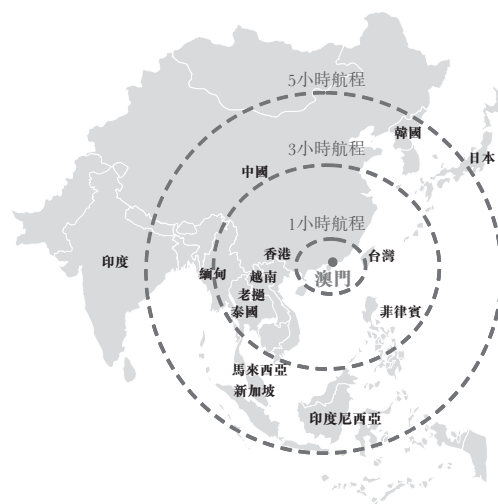 5小時航程
韓國
3小時航程
日本
中國
1小時航程
香港
台灣
印度
緬甸
越南
澳門
老撾
泰國
菲律賓
馬來西亞
新加坡
印度尼西亞